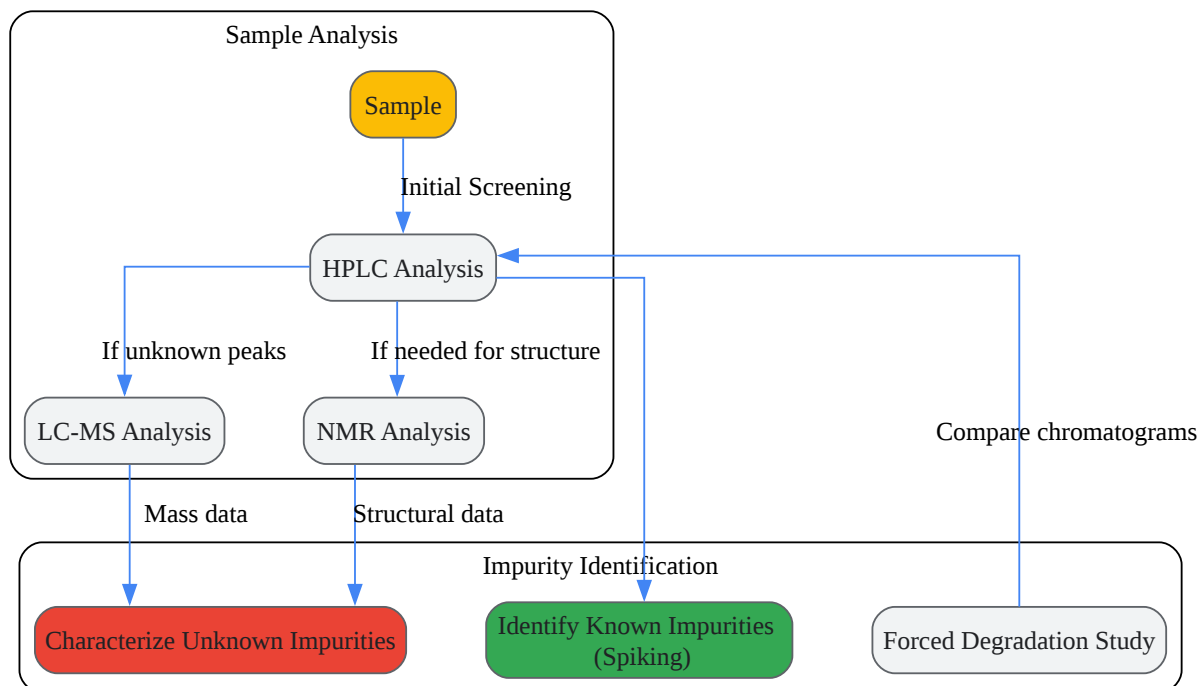 Sample Analysis
Sample
Initial Screening
HPLC Analysis
If unknown peaks
If needed for structure
LC-MS Analysis
NMR Analysis
Compare chromatograms
Mass data
Structural data
Impurity Identification
Characterize Unknown Impurities
Identify Known Impurities
(Spiking)
Forced Degradation Study